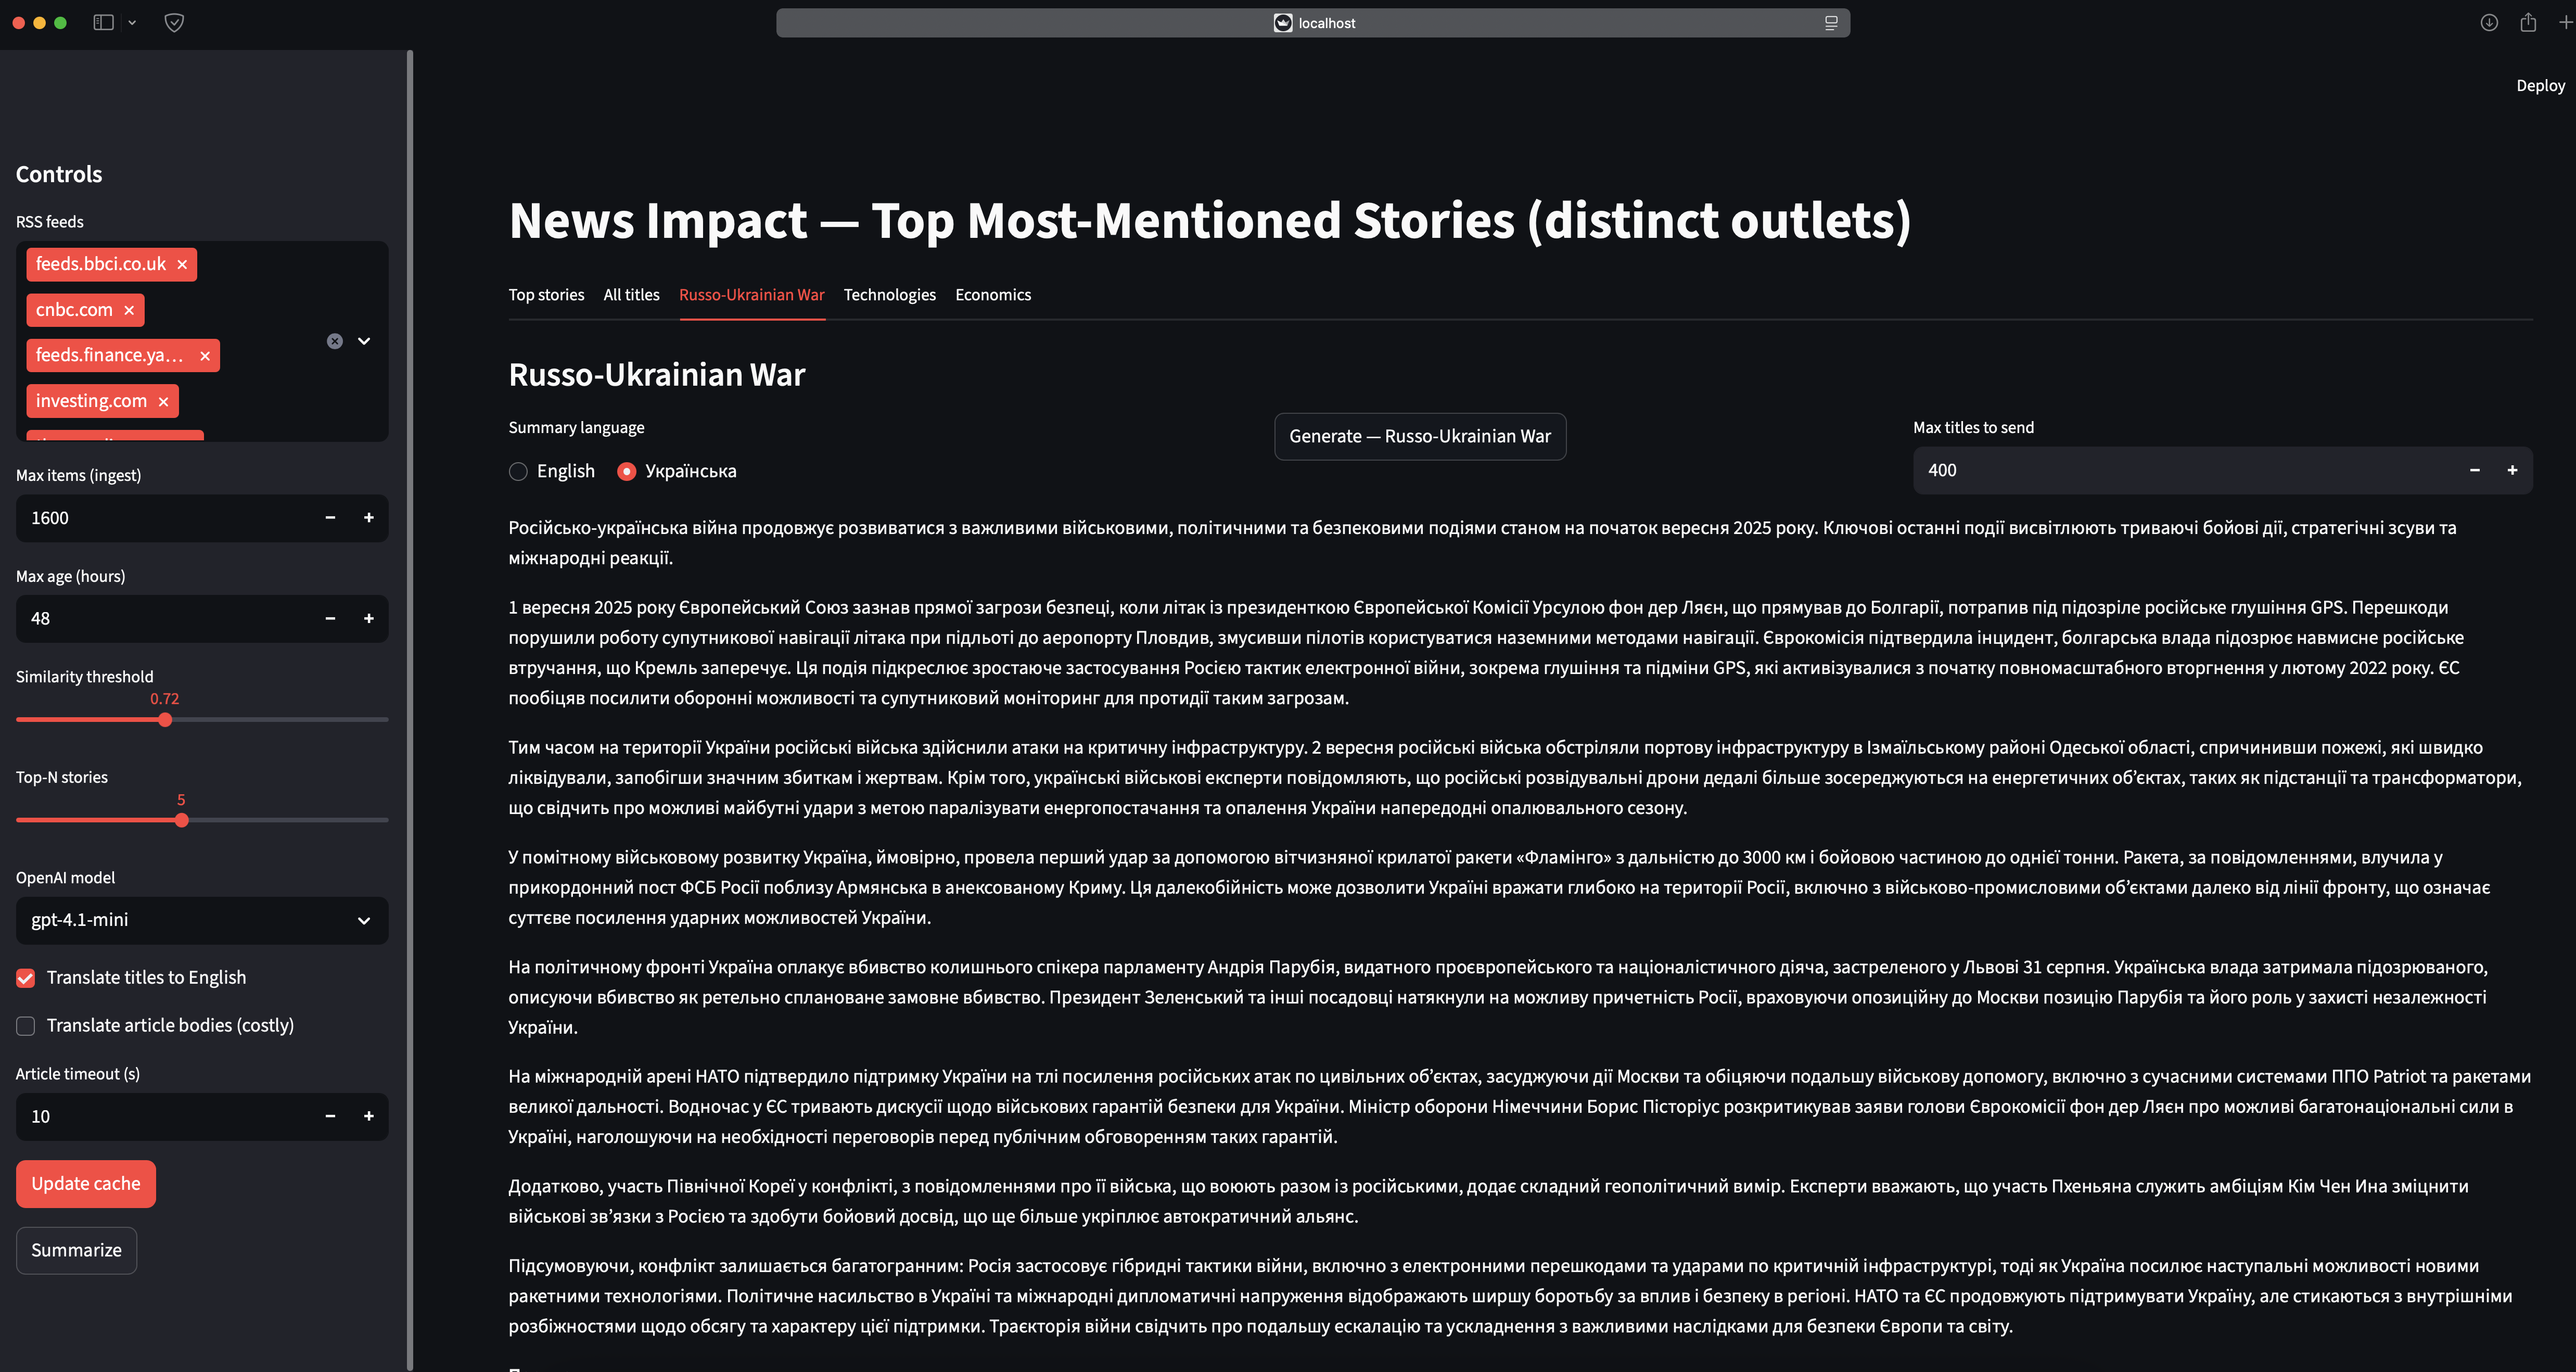 localhost
Deploy
Controls
RSS feeds
feeds.bbci.co.uk
cnbc.com
feeds.finance.ya...
investing.com
Max items (ingest)
1600
Max age (hours)
48
Similarity threshold
0.72
Top-N stories
5
OpenAI model
gpt-4.1-mini
Translate titles to English
Translate article bodies (costly)
Article timeout (s)
10
Update cache
Summarize
News Impact — Top Most-Mentioned Stories (distinct outlets)
Top stories All titles Russo-Ukrainian War Technologies Economics
Russo-Ukrainian War
Summary language
English Українська
Generate — Russo-Ukrainian War
Max titles to send
400
Російсько-українська війна продовжує розвиватися з важливими військовими, політичними та безпековими подіями станом на початок вересня 2025 року. Ключові останні події висвітлюють триваючі бойові дії, стратегічні зсуви та
міжнародні реакції.
1 вересня 2025 року Європейський Союз зазнав прямої загрози безпеці, коли літак із президенткою Європейської Комісії Урсулою фон дер Ляєн, що прямував до Болгарії, потрапив під підозріле російське глушіння GPS. Перешкоди
порушили роботу супутникової навігації літака при підльоті до аеропорту Пловдив, змусивши пілотів користуватися наземними методами навігації. Єврокомісія підтвердила інцидент, болгарська влада підозрює навмисне російське
втручання, що Кремль заперечує. Ця подія підкреслює зростаюче застосування Росією тактик електронної війни, зокрема глушіння та підміни GPS, які активізувалися з початку повномасштабного вторгнення у лютому 2022 року. ЄС
пообіцяв посилити оборонні можливості та супутниковий моніторинг для протидії таким загрозам.
Тим часом на території України російські війська здійснили атаки на критичну інфраструктуру. 2 вересня російські війська обстріляли портову інфраструктуру в Ізмаїльському районі Одеської області, спричинивши пожежі, які швидко
ліквідували, запобігши значним збиткам і жертвам. Крім того, українські військові експерти повідомляють, що російські розвідувальні дрони дедалі більше зосереджуються на енергетичних об’єктах, таких як підстанції та трансформатори,
що свідчить про можливі майбутні удари з метою паралізувати енергопостачання та опалення України напередодні опалювального сезону.
У помітному військовому розвитку Україна, ймовірно, провела перший удар за допомогою вітчизняної крилатої ракети «Фламінго» з дальністю до 3000 км і бойовою частиною до однієї тонни. Ракета, за повідомленнями, влучила у
прикордонний пост ФСБ Росії поблизу Армянська в анексованому Криму. Ця далекобійність може дозволити Україні вражати глибоко на території Росії, включно з військово-промисловими об’єктами далеко від лінії фронту, що означає
суттєве посилення ударних можливостей України.
На політичному фронті Україна оплакує вбивство колишнього спікера парламенту Андрія Парубія, видатного проєвропейського та націоналістичного діяча, застреленого у Львові 31 серпня. Українська влада затримала підозрюваного,
описуючи вбивство як ретельно сплановане замовне вбивство. Президент Зеленський та інші посадовці натякнули на можливу причетність Росії, враховуючи опозиційну до Москви позицію Парубія та його роль у захисті незалежності
України.
На міжнародній арені НАТО підтвердило підтримку України на тлі посилення російських атак по цивільних об’єктах, засуджуючи дії Москви та обіцяючи подальшу військову допомогу, включно з сучасними системами ППО Patriot та ракетами
великої дальності. Водночас у ЄС тривають дискусії щодо військових гарантій безпеки для України. Міністр оборони Німеччини Борис Пісторіус розкритикував заяви голови Єврокомісії фон дер Ляєн про можливі багатонаціональні сили в
Україні, наголошуючи на необхідності переговорів перед публічним обговоренням таких гарантій.
Додатково, участь Північної Кореї у конфлікті, з повідомленнями про її війська, що воюють разом із російськими, додає складний геополітичний вимір. Експерти вважають, що участь Пхеньяна служить амбіціям Кім Чен Ина зміцнити
військові зв’язки з Росією та здобути бойовий досвід, що ще більше укріплює автократичний альянс.
Підсумовуючи, конфлікт залишається багатогранним: Росія застосовує гібридні тактики війни, включно з електронними перешкодами та ударами по критичній інфраструктурі, тоді як Україна посилює наступальні можливості новими
ракетними технологіями. Політичне насильство в Україні та міжнародні дипломатичні напруження відображають ширшу боротьбу за вплив і безпеку в регіоні. НАТО та ЄС продовжують підтримувати Україну, але стикаються з внутрішніми
розбіжностями щодо обсягу та характеру цієї підтримки. Траєкторія війни свідчить про подальшу ескалацію та ускладнення з важливими наслідками для безпеки Європи та світу.